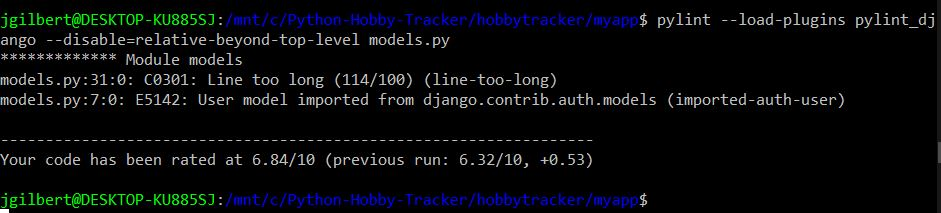 jgilbert@DESKTOP-KU885SJ:/mnt/c/Python-Hobby-Tracker/hobbytracker/myapp$ pylint --load-plugins pylint_dj
ango --disable=relative-beyond-top-level models.py
************* Module models
models.py:31:0: C0301: Line too long (114/100) (line-too-long)
models.py:7:0: E5142: User model imported from django.contrib.auth.models (imported-auth-user)
------------------------------------------------------------------
Your code has been rated at 6.84/10 (previous run: 6.32/10, +0.53)
jgilbert@DESKTOP-KU885SJ:/mnt/c/Python-Hobby-Tracker/hobbytracker/myapp$